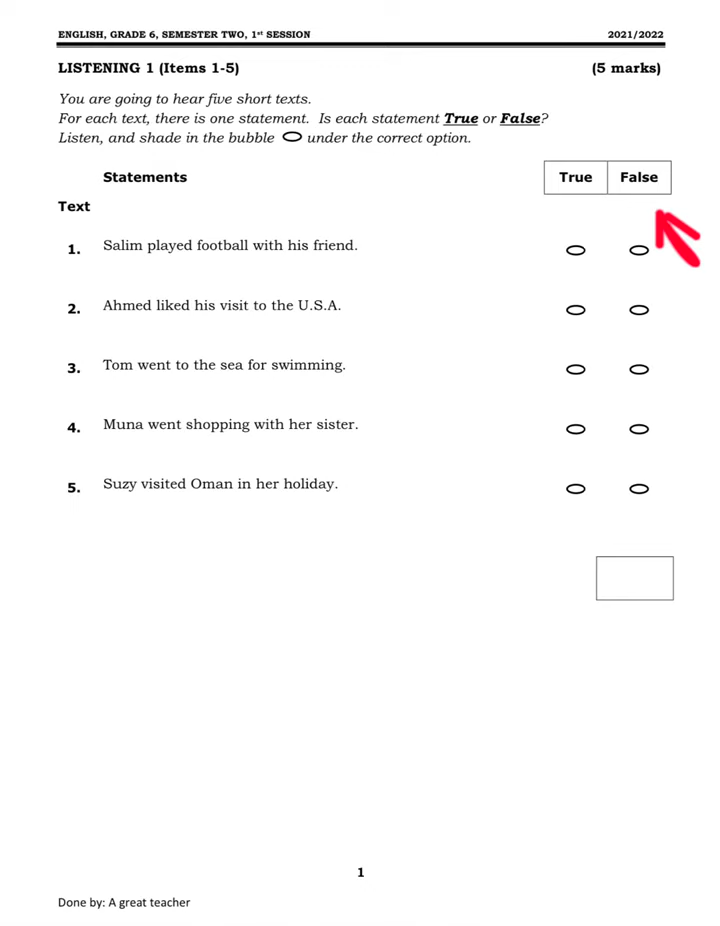 ENGLISH, GRADE 6, SEMESTER TWO, 1st SESSION 2021/2022
LISTENING 1 (Items 1-5) (5 marks)
You are going to hear five short texts.
For each text, there is one statement. Is each statement True or False?
Listen, and shade in the bubble under the correct option.
Statements True False
Text
1. Salim played football with his friend.
2. Ahmed liked his visit to the U.S.A.
3. Tom went to the sea for swimming.
4. Muna went shopping with her sister.
5. Suzy visited Oman in her holiday.
1
Done by: A great teacher